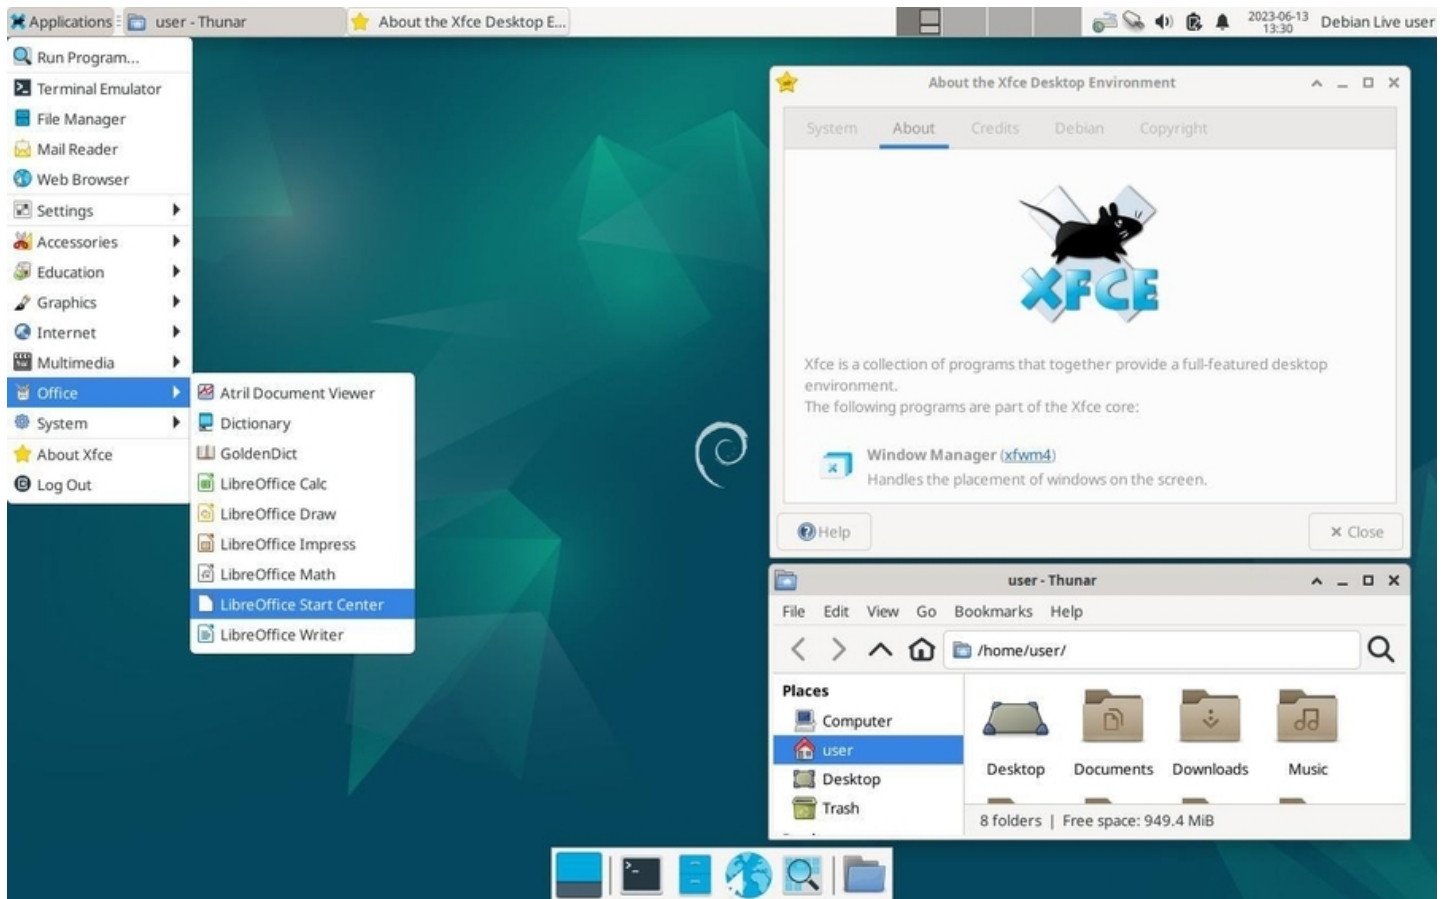 Applications
user - Thunar
About the Xfce Desktop E...
2023-06-13
13:30
Debian Live user
Run Program...
Terminal Emulator
File Manager
Mail Reader
Web Browser
Settings
Accessories
Education
Graphics
Internet
Multimedia
Office
System
About Xfce
Log Out
Atril Document Viewer
Dictionary
GoldenDict
LibreOffice Calc
LibreOffice Draw
LibreOffice Impress
LibreOffice Math
LibreOffice Start Center
LibreOffice Writer
About the Xfce Desktop Environment
System About Credits Debian Copyright
XFCE
Xfce is a collection of programs that together provide a full-featured desktop
environment.
The following programs are part of the Xfce core:
Window Manager (xfwm4)
Handles the placement of windows on the screen.
Help
Close
user - Thunar
File Edit View Go Bookmarks Help
/home/user/
Places
Computer
user
Desktop
Trash
Desktop Documents Downloads Music
8 folders | Free space: 949.4 MiB